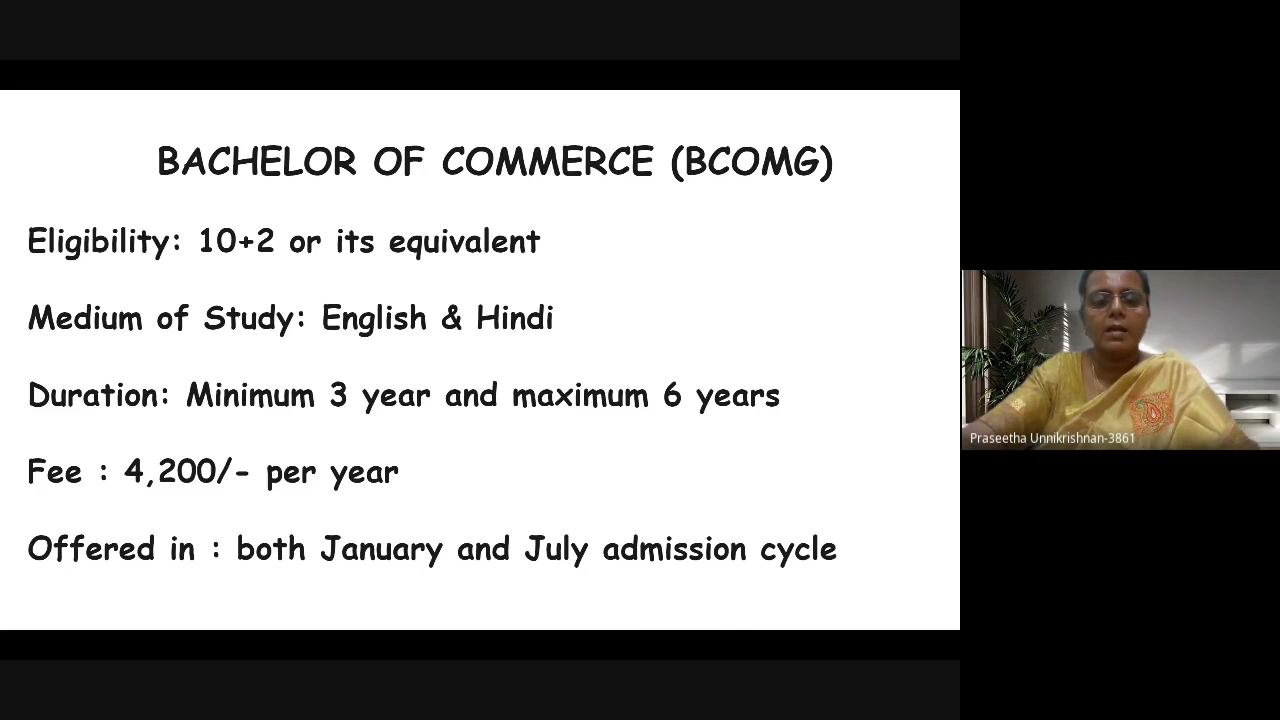 BACHELOR OF COMMERCE (BCOMG)
Eligibility: 10+2 or its equivalent
Medium of Study: English & Hindi
Duration: Minimum 3 year and maximum 6 years
Fee : 4,200/- per year
Offered in : both January and July admission cycle
Praseetha Unnikrishnan-3861